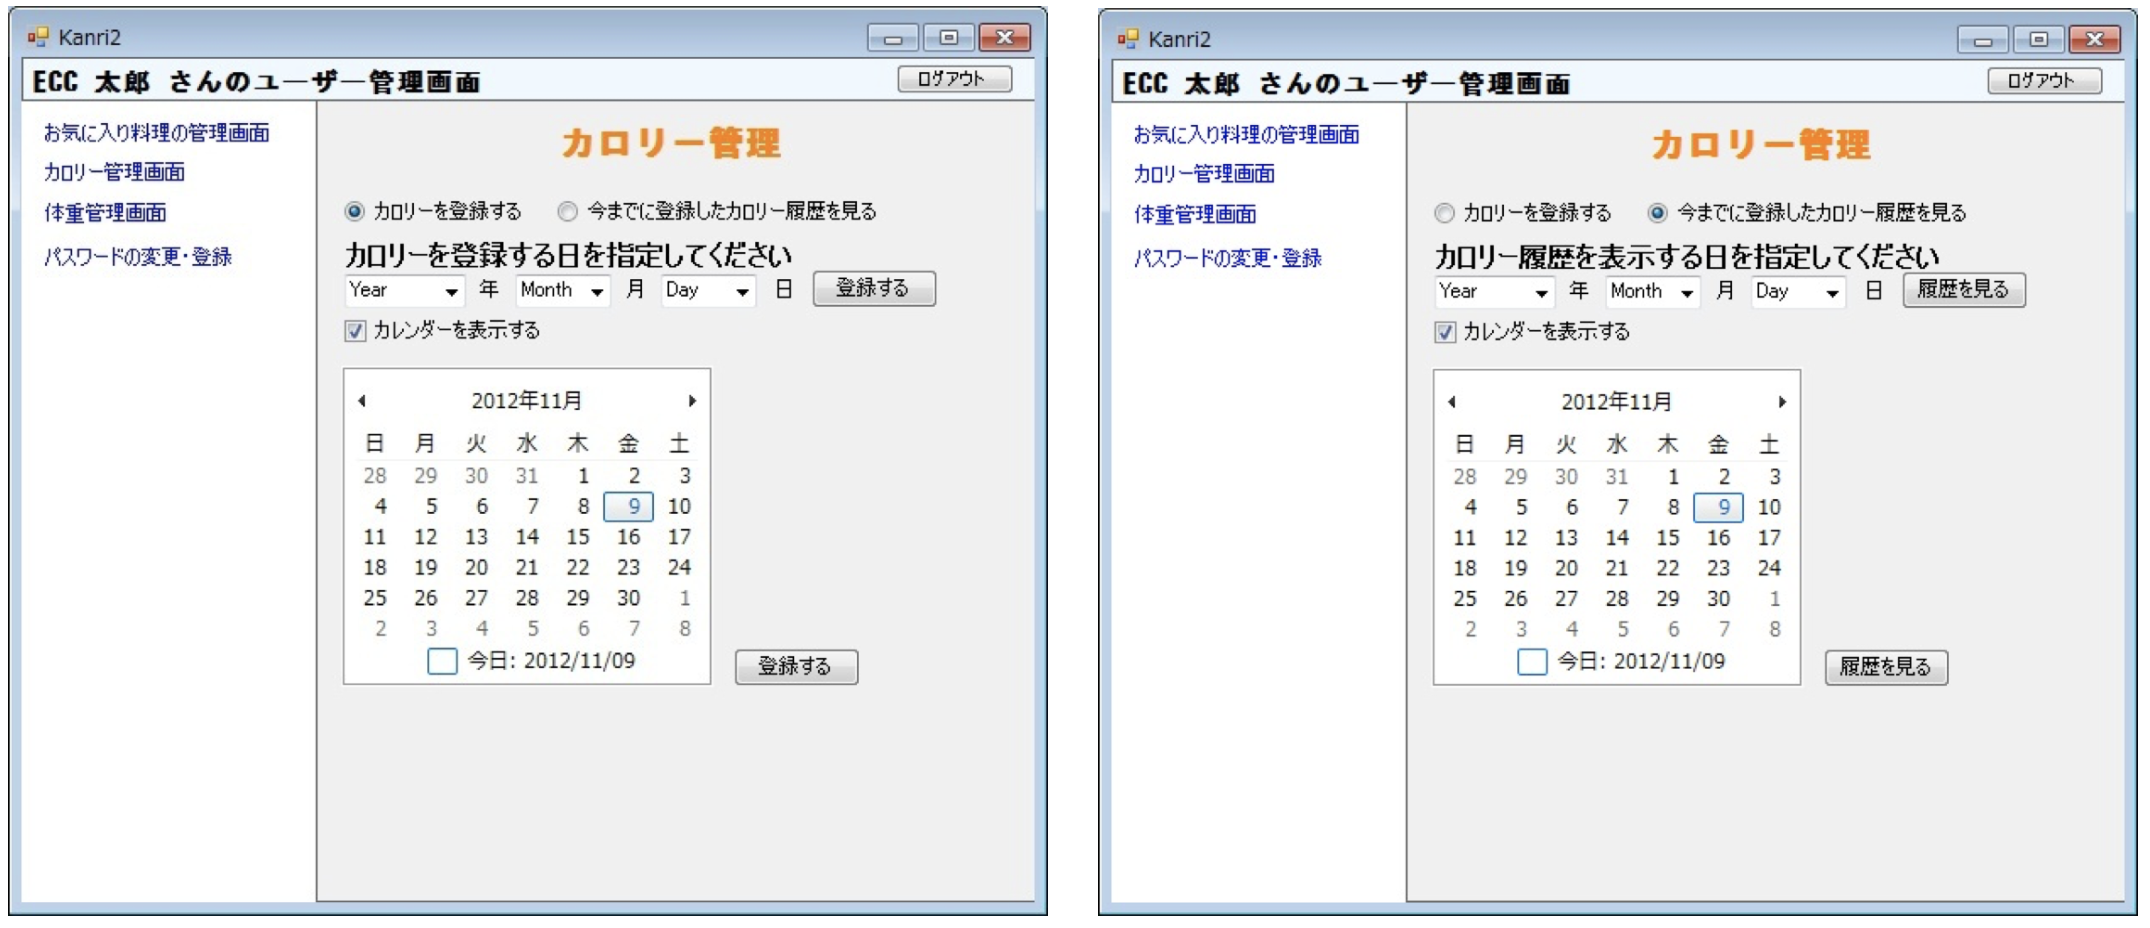 Kanri2
ECC 太郎 さんのユーザー管理画面 ログアウト
お気に入り料理の管理画面
カロリー管理画面
体重管理画面
パスワードの変更・登録
カロリー管理
カロリーを登録する 今までに登録したカロリー履歴を見る
カロリーを登録する日を指定してください
Year 年 Month 月 Day 日 登録する
カレンダーを表示する
2012年11月
日 月 火 水 木 金 土
28 29 30 31 1 2 3
4 5 6 7 8 9 10
11 12 13 14 15 16 17
18 19 20 21 22 23 24
25 26 27 28 29 30 1
2 3 4 5 6 7 8
今日: 2012/11/09
登録する
Kanri2
ECC 太郎 さんのユーザー管理画面 ログアウト
お気に入り料理の管理画面
カロリー管理画面
体重管理画面
パスワードの変更・登録
カロリー管理
カロリーを登録する 今までに登録したカロリー履歴を見る
カロリー履歴を表示する日を指定してください
Year 年 Month 月 Day 日 履歴を見る
カレンダーを表示する
2012年11月
日 月 火 水 木 金 土
28 29 30 31 1 2 3
4 5 6 7 8 9 10
11 12 13 14 15 16 17
18 19 20 21 22 23 24
25 26 27 28 29 30 1
2 3 4 5 6 7 8
今日: 2012/11/09
履歴を見る